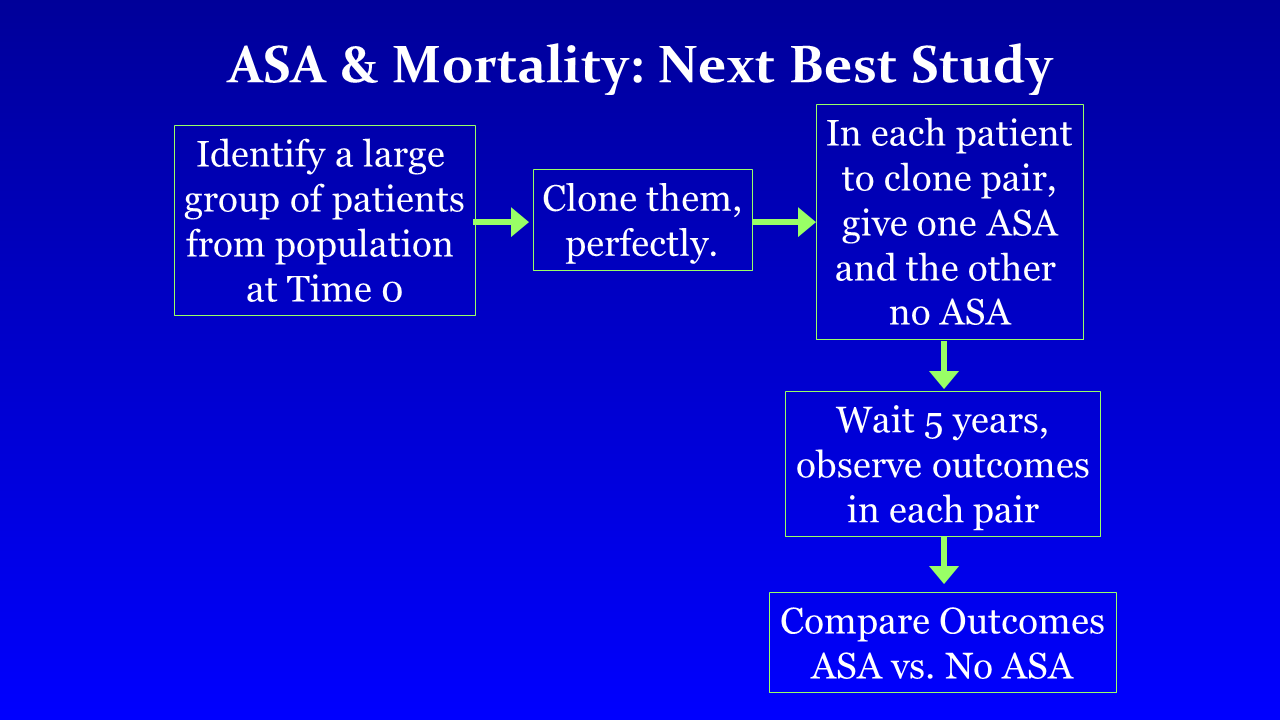 ASA & Mortality: Next Best Study
Identify a large
group of patients
from population
at Time 0
Clone them,
perfectly.
In each patient
to clone pair,
give one ASA
and the other
no ASA
Wait 5 years,
observe outcomes
in each pair
Compare Outcomes
ASA vs. No ASA